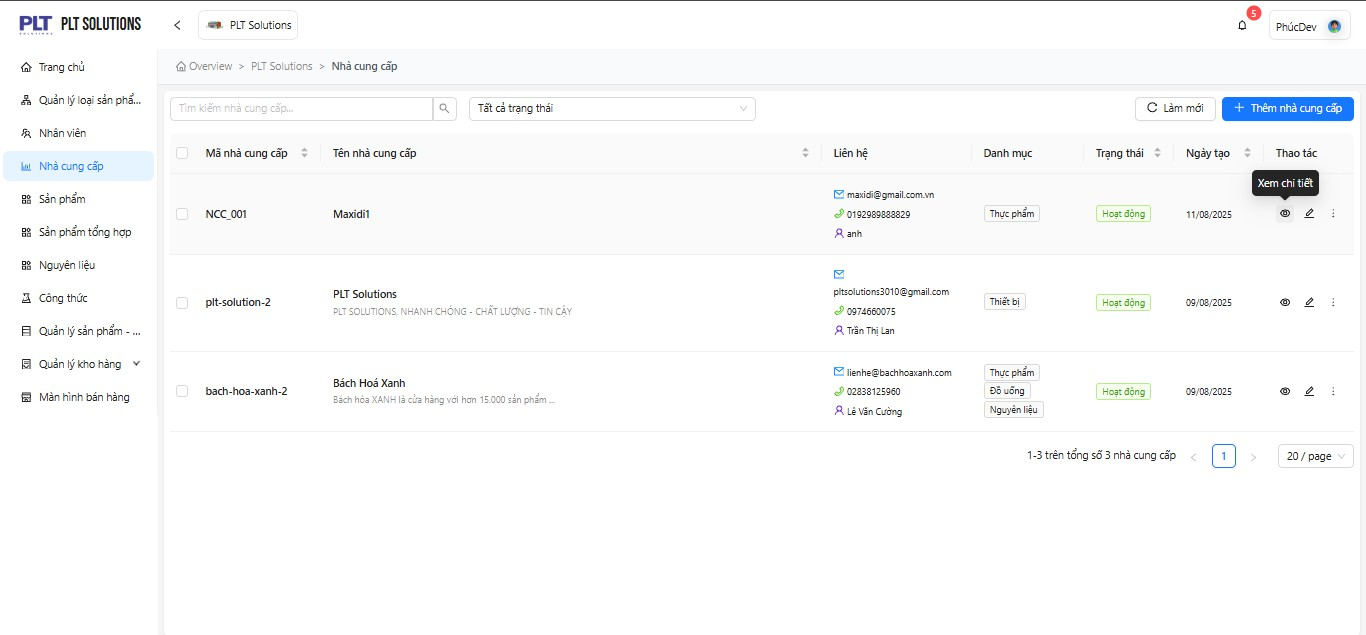 PLT SOLUTIONS PLT SOLUTIONS
PLT Solutions
5
PhúcDev
Trang chủ
Quản lý loại sản phẩ...
Nhân viên
Nhà cung cấp
Sản phẩm
Sản phẩm tổng hợp
Nguyên liệu
Công thức
Quản lý sản phẩm - ...
Quản lý kho hàng
Màn hình bán hàng
Overview > PLT Solutions > Nhà cung cấp
Tìm kiếm nhà cung cấp...
Tất cả trạng thái
Làm mới
+ Thêm nhà cung cấp
Mã nhà cung cấp Tên nhà cung cấp Liên hệ Danh mục Trạng thái Ngày tạo Thao tác
Xem chi tiết
NCC_001
Maxidi1
maxidi@gmail.com.vn
0192989888829
anh
Thực phẩm
Hoạt động
11/08/2025
plt-solution-2
PLT Solutions
PLT SOLUTIONS, NHANH CHÓNG - CHẤT LƯỢNG - TIN CẬY
pltsolutions3010@gmail.com
0974660075
Trần Thị Lan
Thiết bị
Hoạt động
09/08/2025
bach-hoa-xanh-2
Bách Hoá Xanh
Bách hóa XANH là cửa hàng với hơn 15.000 sản phẩm ...
lienhe@bachhoaxanh.com
02838125960
Lê Văn Cường
Thực phẩm
Đồ uống
Nguyên liệu
Hoạt động
09/08/2025
1-3 trên tổng số 3 nhà cung cấp < 1 > 20 / page